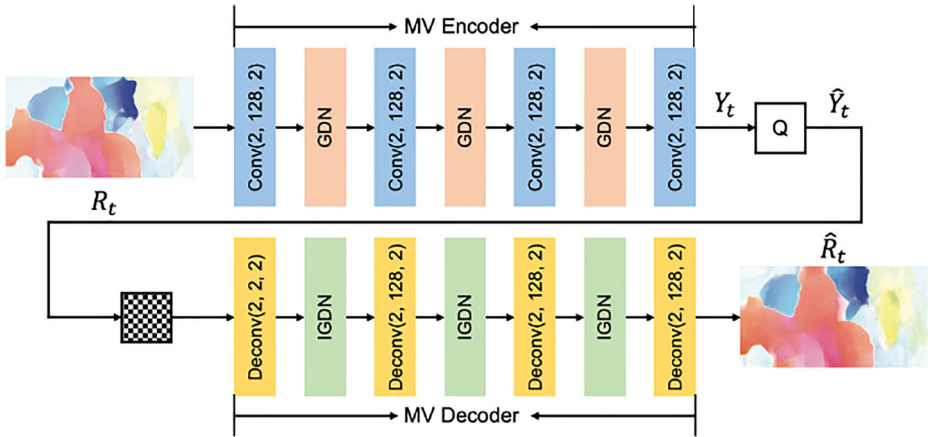 MV Encoder
Conv(2, 128, 2)
GDN
Conv(2, 128, 2)
GDN
Conv(2, 128, 2)
GDN
Conv(2, 128, 2)
Y_t
Q
Ŷ_t
R_t
Deconv(2, 2, 2)
IGDN
Deconv(2, 128, 2)
IGDN
Deconv(2, 128, 2)
IGDN
Deconv(2, 128, 2)
R̂_t
MV Decoder